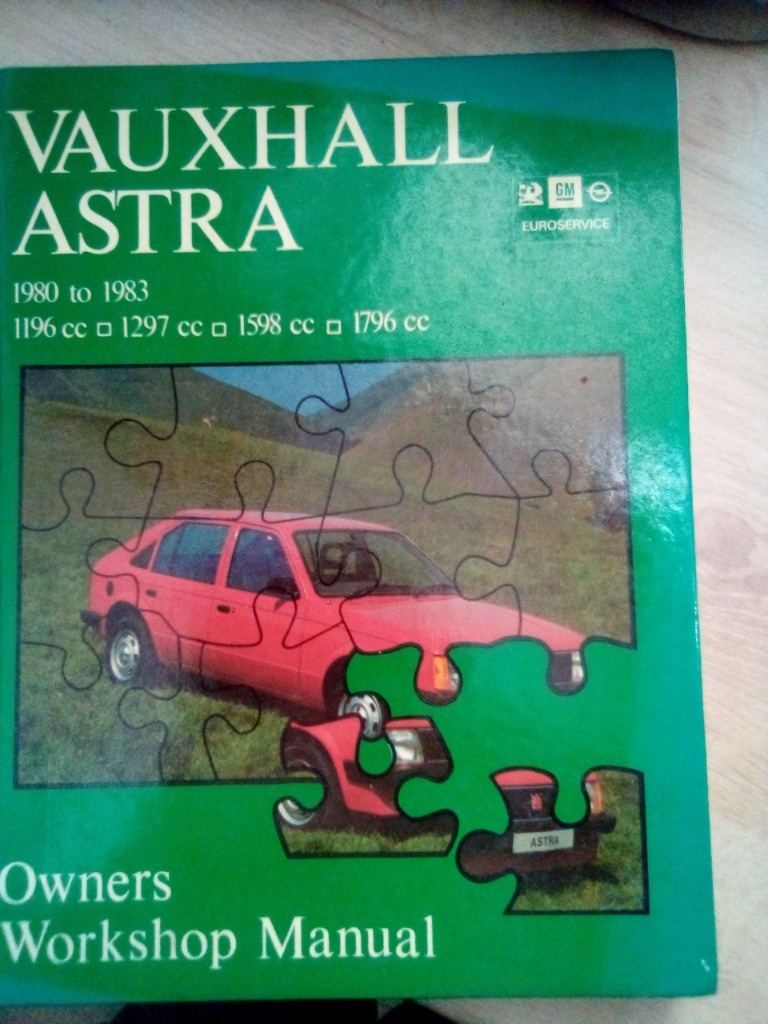 VAUXHALL
ASTRA
GM
EUROSERVICE
1980 to 1983
1196 cc □ 1297 cc □ 1598 cc □ 1796 cc
ASTRA
Owners
Workshop Manual